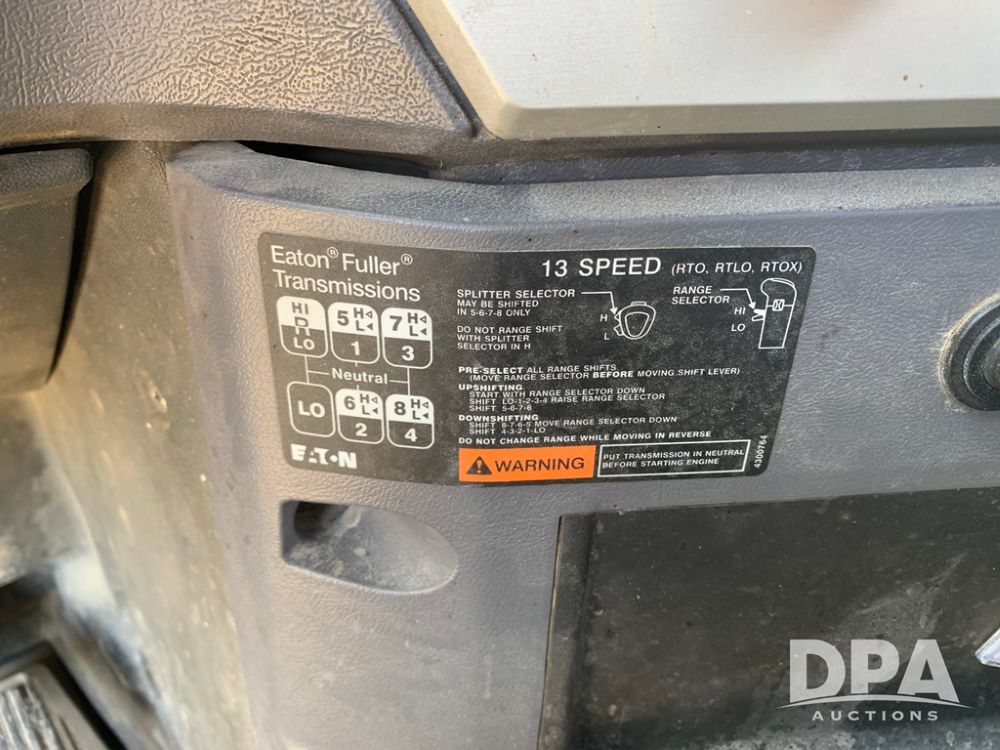 Eaton® Fuller®
Transmissions
HI
R
LO
5 H
L
1
7 H
L
3
Neutral
LO
6 H
L
2
8 H
L
4
EATON
13 SPEED (RTO, RTLO, RTOX)
SPLITTER SELECTOR
MAY BE SHIFTED
IN 5-6-7-8 ONLY
H
L
DO NOT RANGE SHIFT
WITH SPLITTER
SELECTOR IN H
RANGE
SELECTOR
HI
LO
PRE-SELECT ALL RANGE SHIFTS
(MOVE RANGE SELECTOR BEFORE MOVING SHIFT LEVER)
UPSHIFTING
START WITH RANGE SELECTOR DOWN
SHIFT LO-1-2-3-4 RAISE RANGE SELECTOR
SHIFT 5-6-7-8
DOWNSHIFTING
SHIFT 8-7-6-5 MOVE RANGE SELECTOR DOWN
SHIFT 4-3-2-1-LO
DO NOT CHANGE RANGE WHILE MOVING IN REVERSE
WARNING
PUT TRANSMISSION IN NEUTRAL
BEFORE STARTING ENGINE
4300764
DPA
AUCTIONS